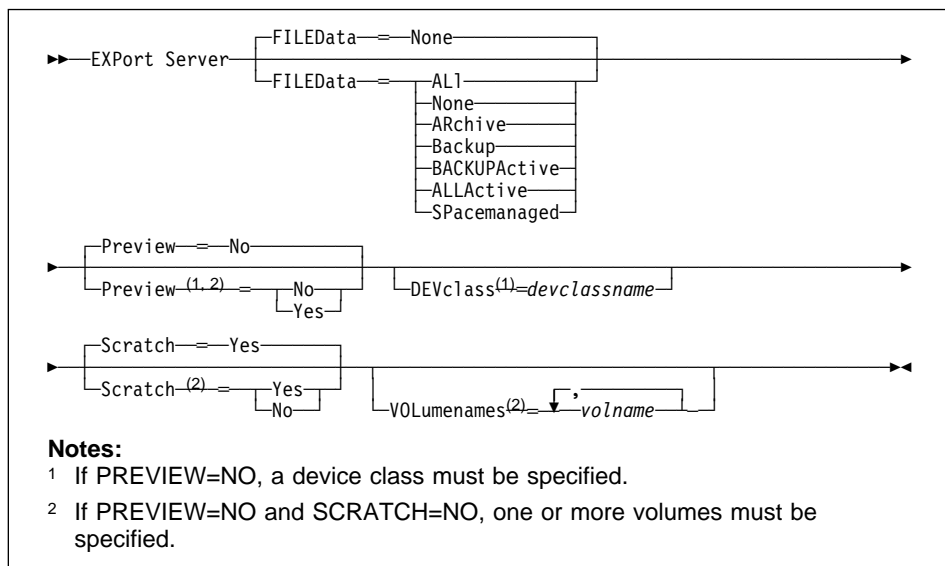 FILEData = None
EXPort Server
FILEData = ALl
None
ARchive
Backup
BACKUPActive
ALLActive
SPacemanaged
Preview = No
Preview (1, 2) = No
Yes
DEVclass(1)=devclassname
Scratch = Yes
Scratch (2) = Yes
No
,
VOLumenames(2)= volname
Notes:
1 If PREVIEW=NO, a device class must be specified.
2 If PREVIEW=NO and SCRATCH=NO, one or more volumes must be
specified.